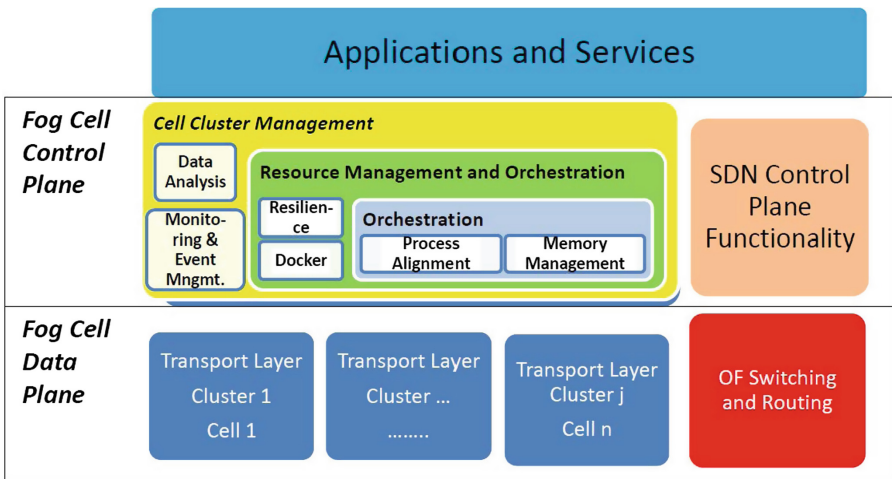 Applications and Services
Fog Cell
Control
Plane
Cell Cluster Management
Data
Analysis
Monito-
ring &
Event
Mngmt.
Resource Management and Orchestration
Resilien-
ce
Docker
Orchestration
Process
Alignment
Memory
Management
SDN Control
Plane
Functionality
Fog Cell
Data
Plane
Transport Layer
Cluster 1
Cell 1
Transport Layer
Cluster ...
........
Transport Layer
Cluster j
Cell n
OF Switching
and Routing